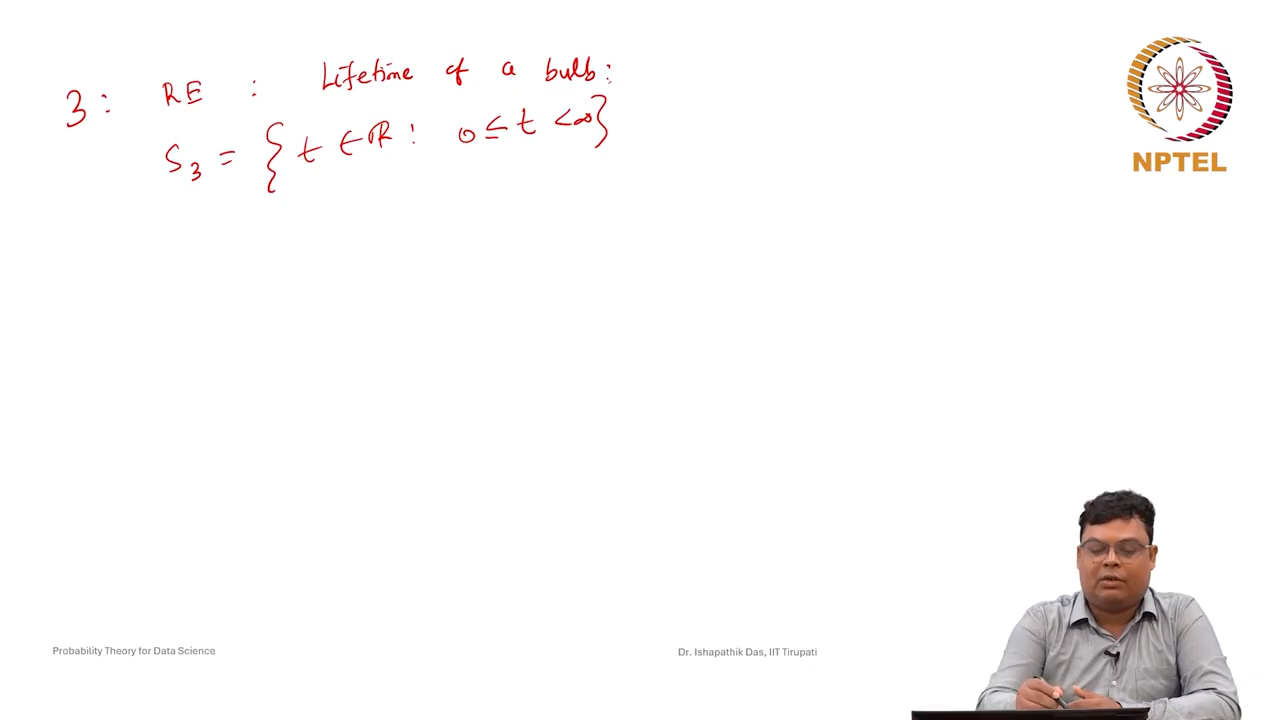 3 : RE : Lifetime of a bulb :
S₃ = { t ∈ ℝ : 0 ≤ t < ∞ }
NPTEL
Probability Theory for Data Science
Dr. Ishapathik Das, IIT Tirupati